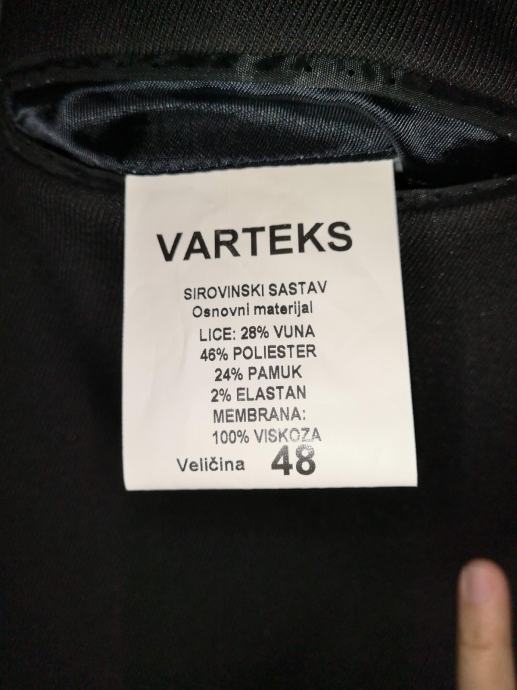 VARTEKS
SIROVINSKI SASTAV
Osnovni materijal
LICE: 28% VUNA
46% POLIESTER
24% PAMUK
2% ELASTAN
MEMBRANA:
100% VISKOZA
Veličina 48